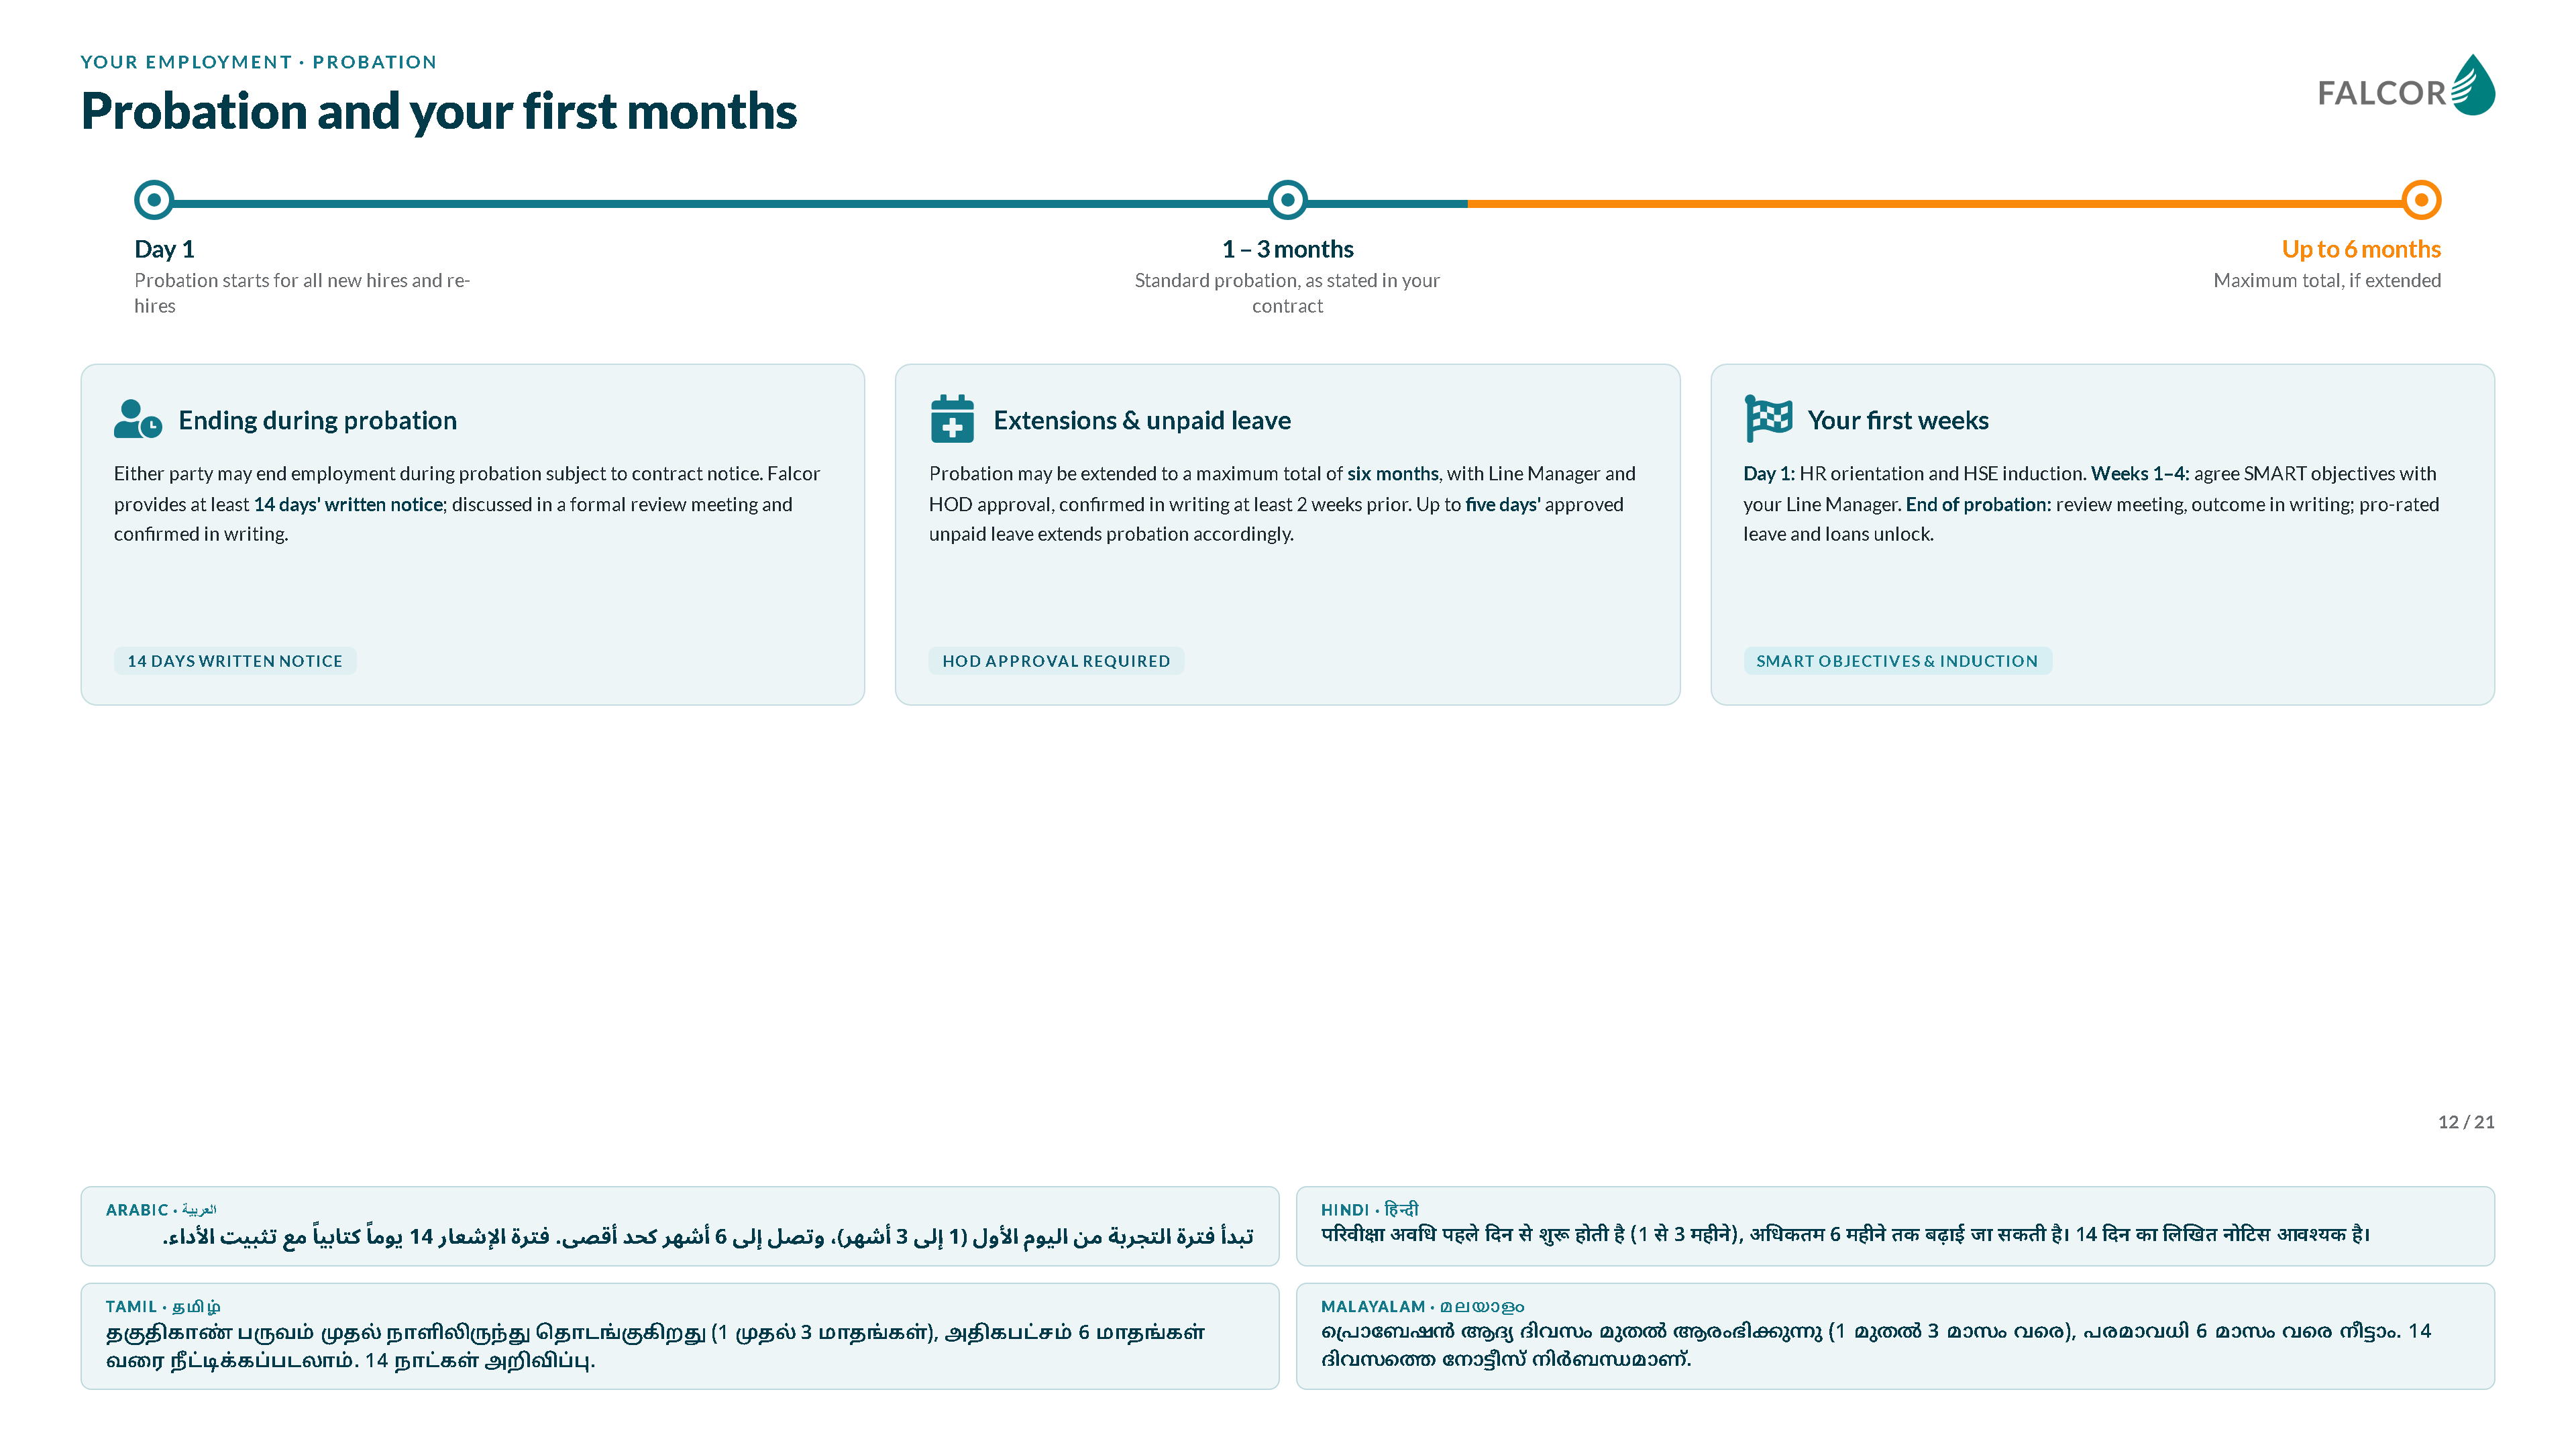 YOUR EMPLOYMENT · PROBATION
Probation and your first months
FALCOR
Day 1
Probation starts for all new hires and re-
hires
1 – 3 months
Standard probation, as stated in your
contract
Up to 6 months
Maximum total, if extended
Ending during probation
Either party may end employment during probation subject to contract notice. Falcor
provides at least 14 days' written notice; discussed in a formal review meeting and
confirmed in writing.
14 DAYS WRITTEN NOTICE
Extensions & unpaid leave
Probation may be extended to a maximum total of six months, with Line Manager and
HOD approval, confirmed in writing at least 2 weeks prior. Up to five days' approved
unpaid leave extends probation accordingly.
HOD APPROVAL REQUIRED
Your first weeks
Day 1: HR orientation and HSE induction. Weeks 1–4: agree SMART objectives with
your Line Manager. End of probation: review meeting, outcome in writing; pro-rated
leave and loans unlock.
SMART OBJECTIVES & INDUCTION
12 / 21
ARABIC · العربية
تبدأ فترة التجربة من اليوم الأول (1 إلى 3 أشهر)، وتصل إلى 6 أشهر كحد أقصى. فترة الإشعار 14 يوماً كتابياً مع تثبيت الأداء.
HINDI · हिन्दी
परिवीक्षा अवधि पहले दिन से शुरू होती है (1 से 3 महीने), अधिकतम 6 महीने तक बढ़ाई जा सकती है। 14 दिन का लिखित नोटिस आवश्यक है।
TAMIL · தமிழ்
தகுதிகாண் பருவம் முதல் நாளிலிருந்து தொடங்குகிறது (1 முதல் 3 மாதங்கள்), அதிகபட்சம் 6 மாதங்கள்
வரை நீட்டிக்கப்படலாம். 14 நாட்கள் அறிவிப்பு.
MALAYALAM · മലയാളം
പ്രൊബേഷൻ ആദ്യ ദിവസം മുതൽ ആരംഭിക്കുന്നു (1 മുതൽ 3 മാസം വരെ), പരമാവധി 6 മാസം വരെ നീട്ടാം. 14
ദിവസത്തെ നോട്ടീസ് നിർബന്ധമാണ്.